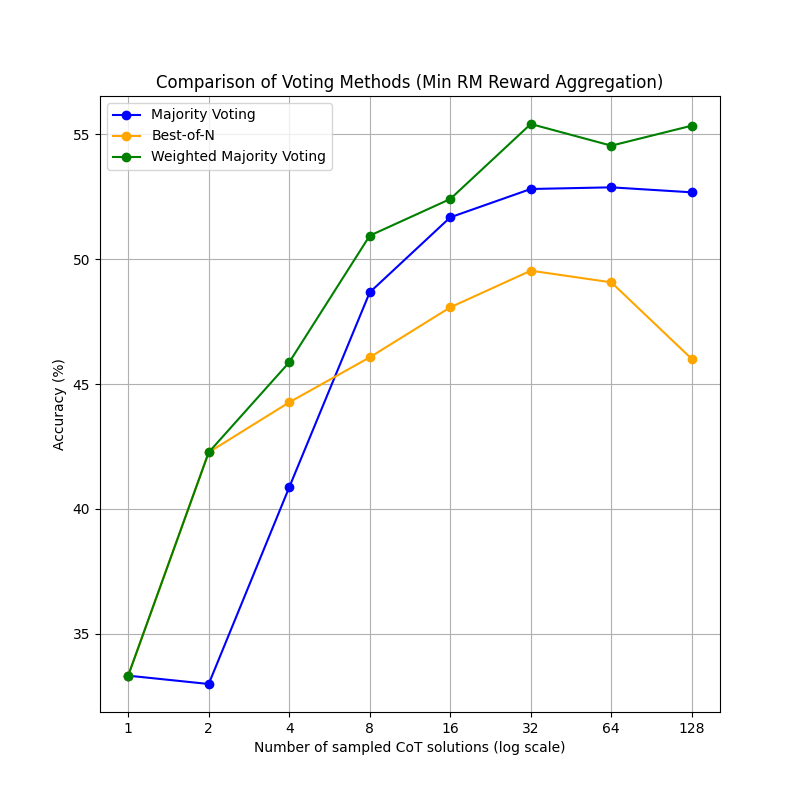 Comparison of Voting Methods (Min RM Reward Aggregation)
Majority Voting
Best-of-N
Weighted Majority Voting
55
50
45
40
35
Accuracy (%)
1 2 4 8 16 32 64 128
Number of sampled CoT solutions (log scale)